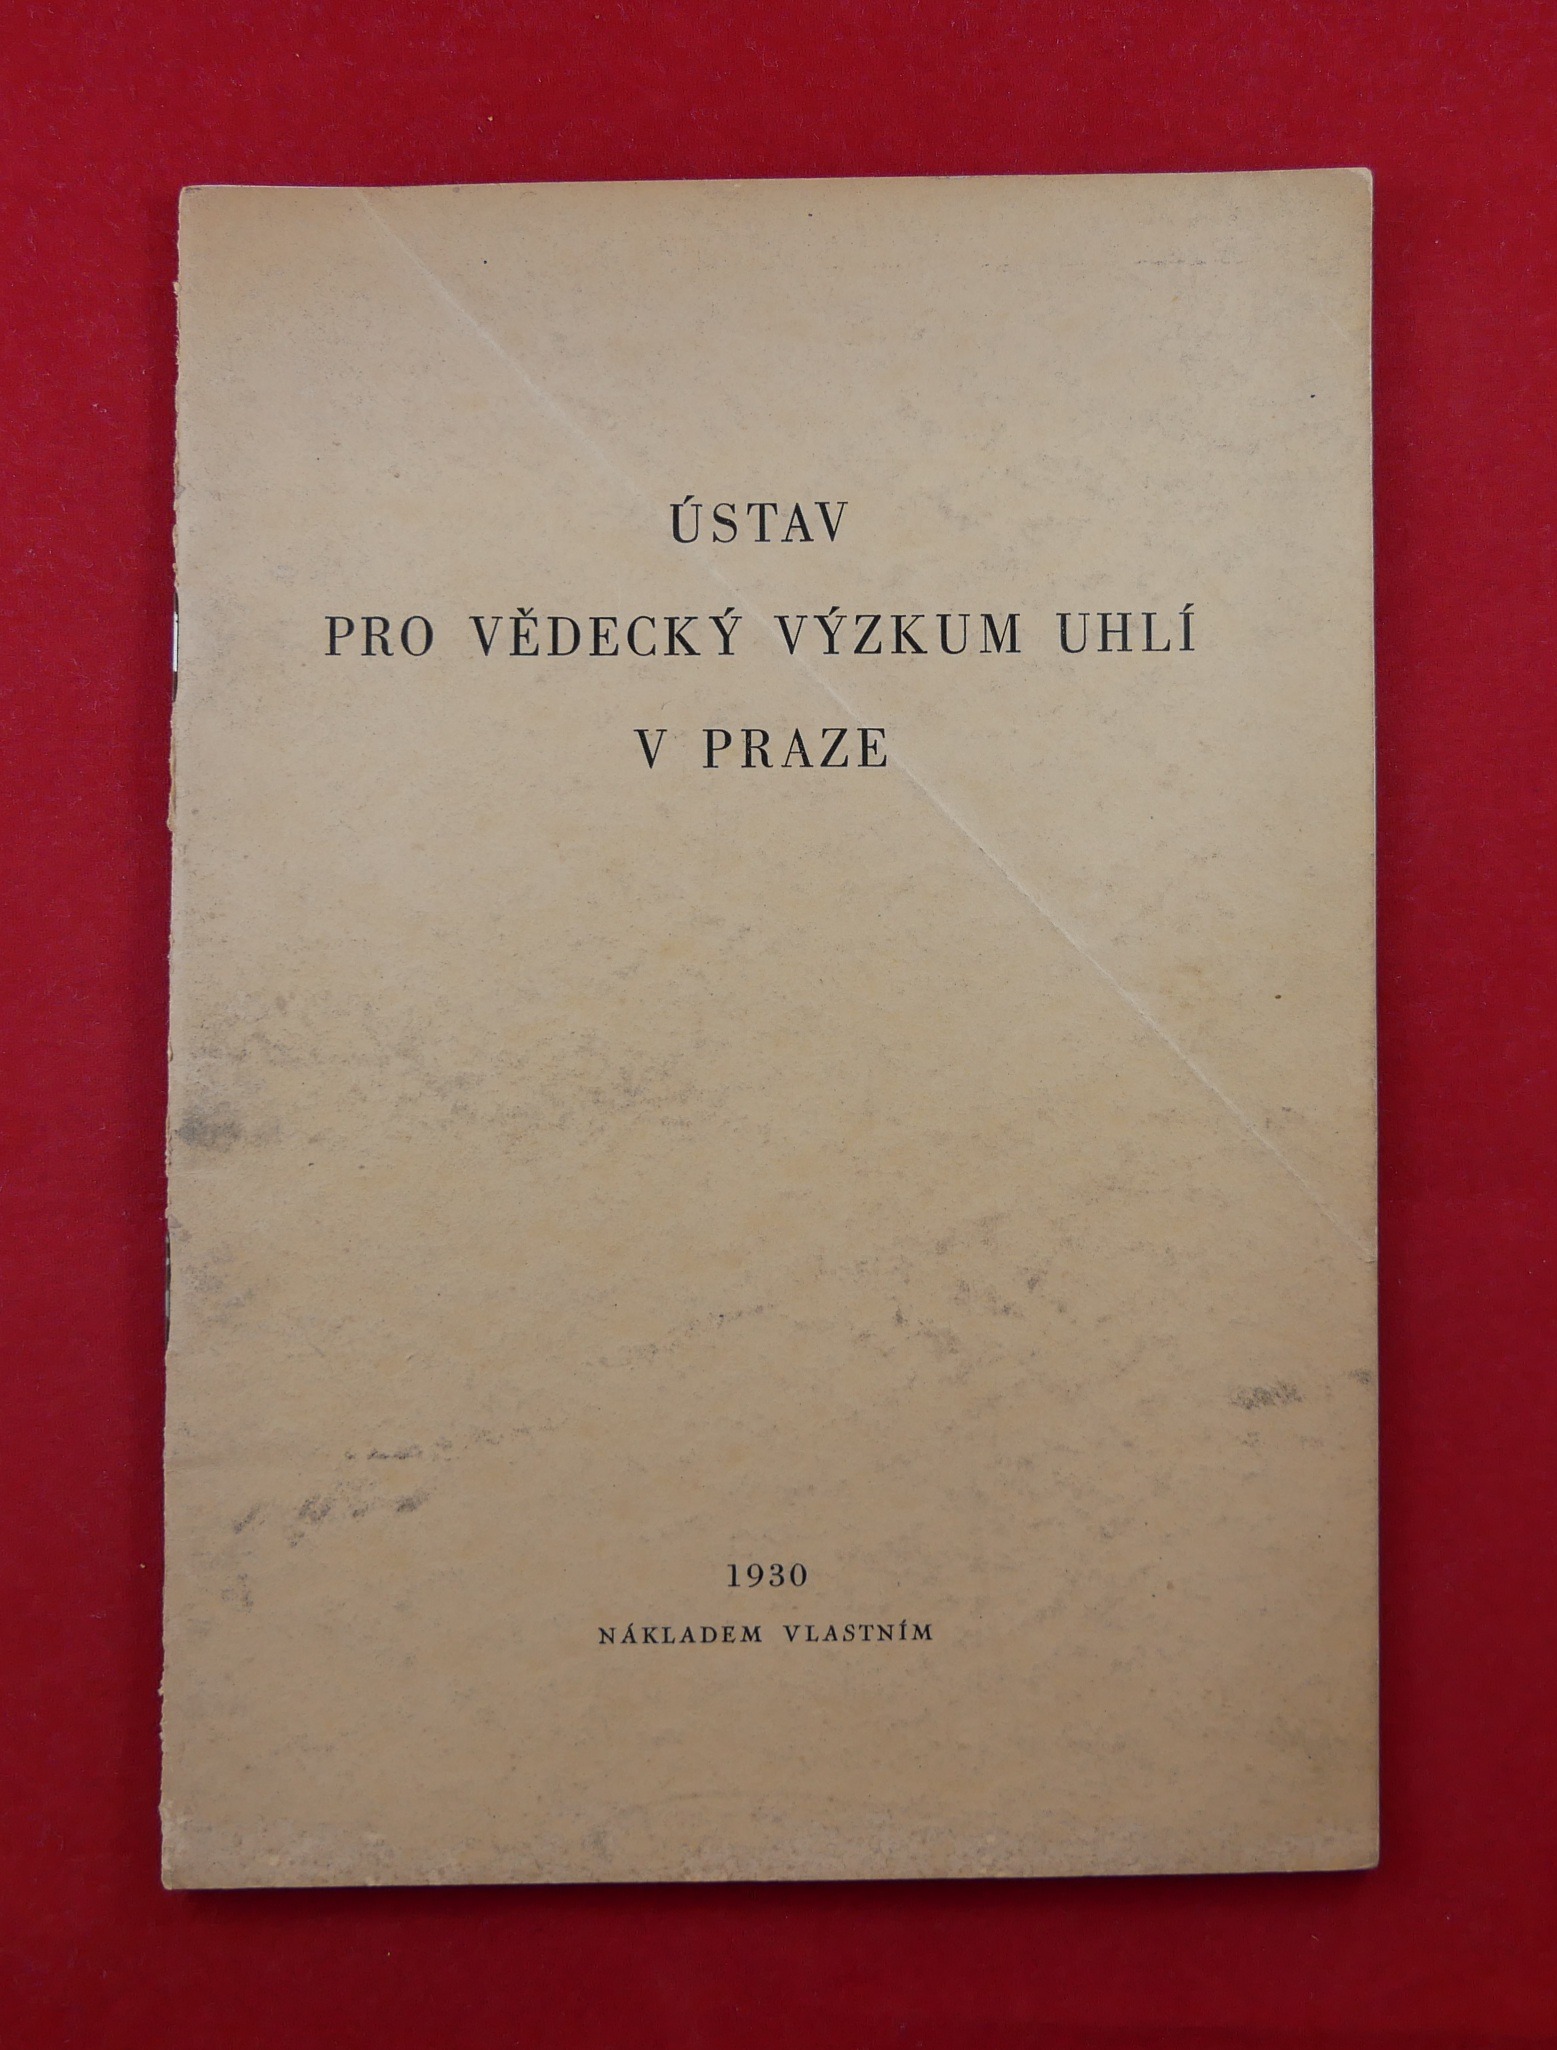 ÚSTAV
PRO VĚDECKÝ VÝZKUM UHLÍ
V PRAZE
1930
NÁKLADEM VLASTNÍM